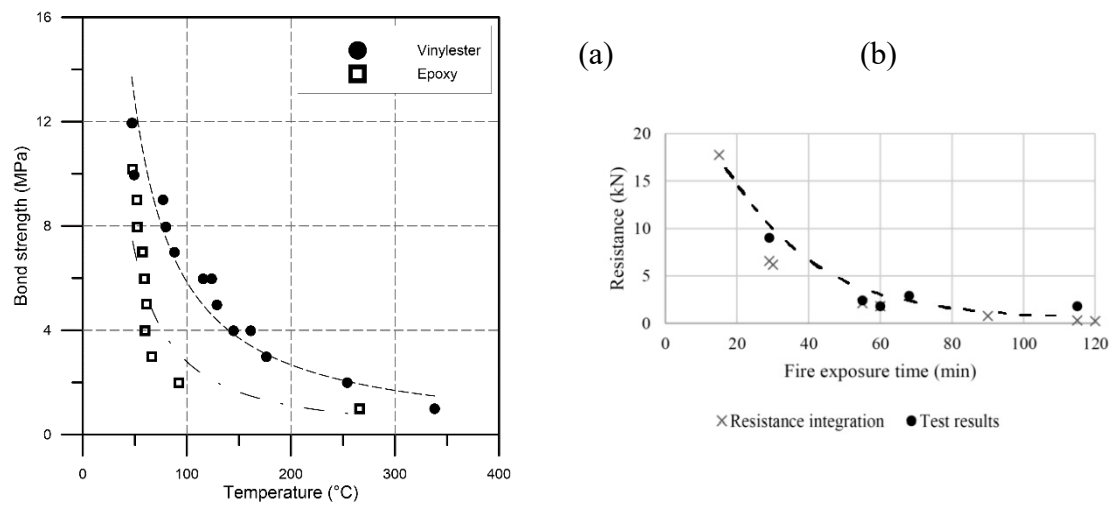 16
12
8
4
0
Bond strength (MPa)
Vinylester
Epoxy
0 100 200 300 400
Temperature (°C)
(a) (b)
20
15
10
5
0
Resistance (kN)
0 20 40 60 80 100 120
Fire exposure time (min)
×Resistance integration ●Test results